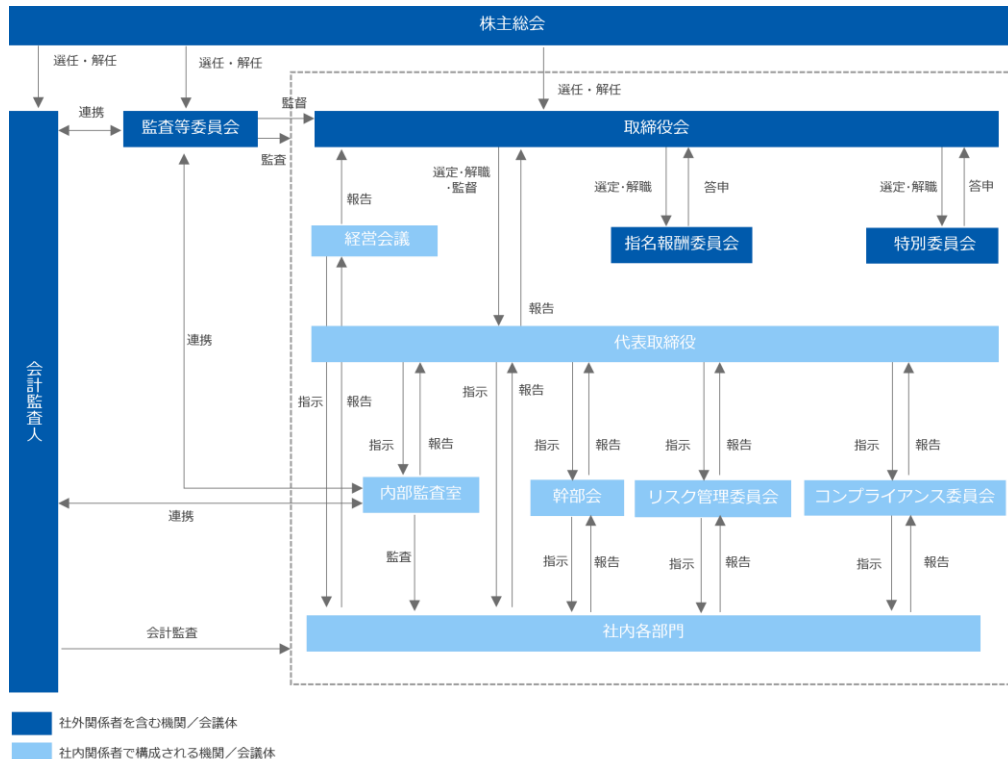 株主総会
選任・解任
選任・解任
選任・解任
連携
監査等委員会
監督
監査
取締役会
報告
選定・解職
・監督
選定・解職
答申
選定・解職
答申
経営会議
指名報酬委員会
特別委員会
報告
連携
代表取締役
会計監査人
指示
報告
指示
報告
指示
報告
指示
報告
指示
報告
指示
報告
内部監査室
幹部会
リスク管理委員会
コンプライアンス委員会
連携
監査
指示
報告
指示
報告
指示
報告
会計監査
社内各部門
社外関係者を含む機関／会議体
社内関係者で構成される機関／会議体